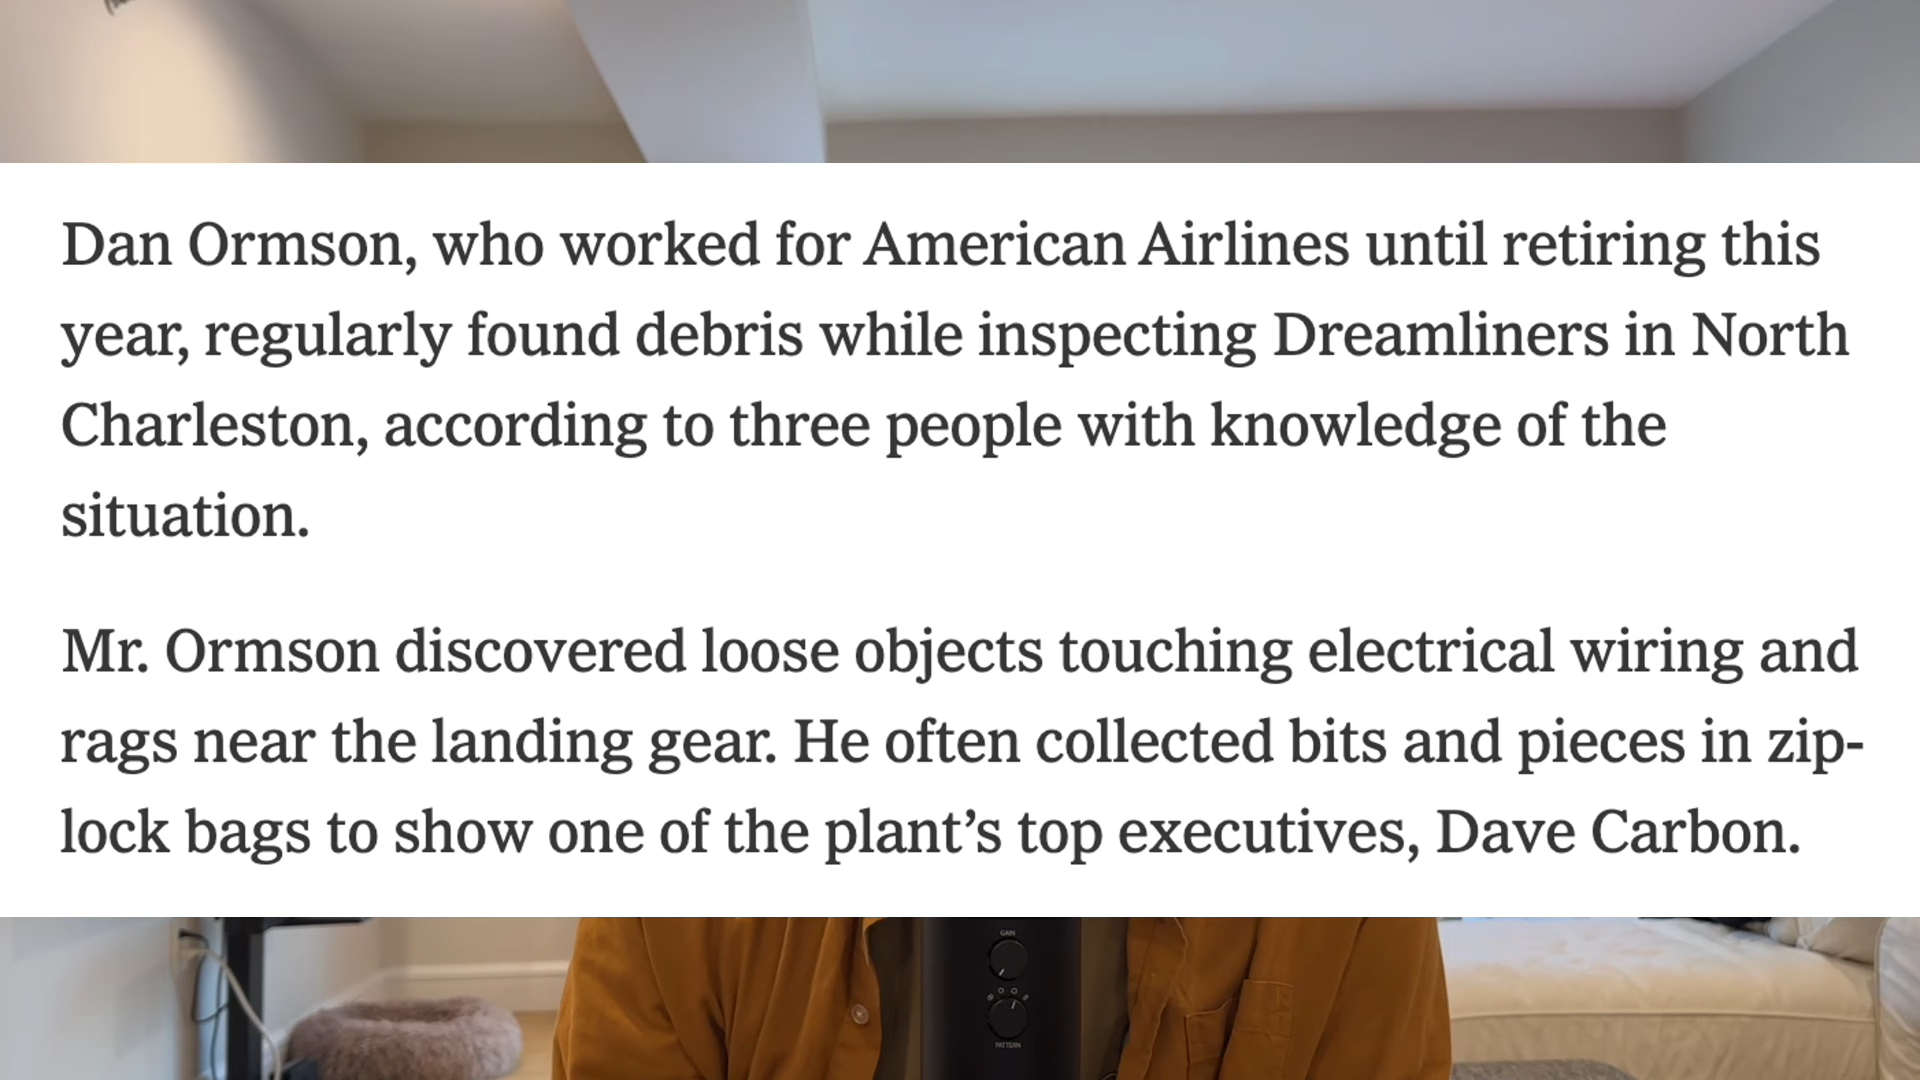 Dan Ormson, who worked for American Airlines until retiring this
year, regularly found debris while inspecting Dreamliners in North
Charleston, according to three people with knowledge of the
situation.
Mr. Ormson discovered loose objects touching electrical wiring and
rags near the landing gear. He often collected bits and pieces in zip-
lock bags to show one of the plant’s top executives, Dave Carbon.
GAIN
PATTERN